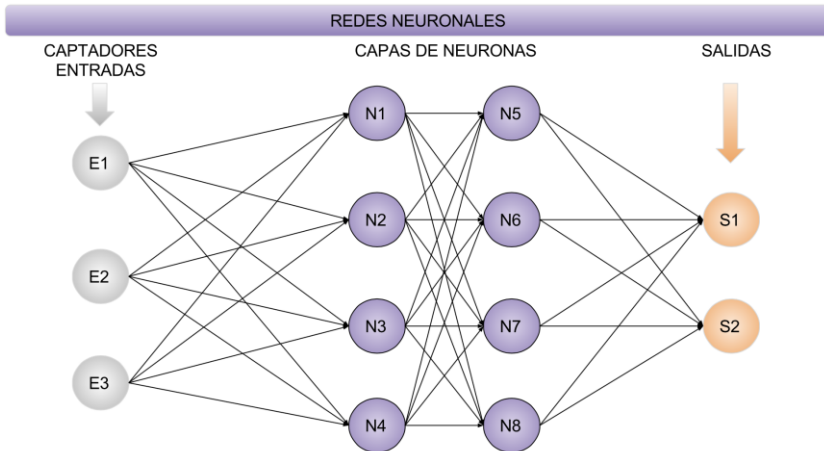 REDES NEURONALES
CAPTADORES
ENTRADAS
CAPAS DE NEURONAS
SALIDAS
N1
N5
E1
N2
N6
S1
E2
N3
N7
S2
E3
N4
N8